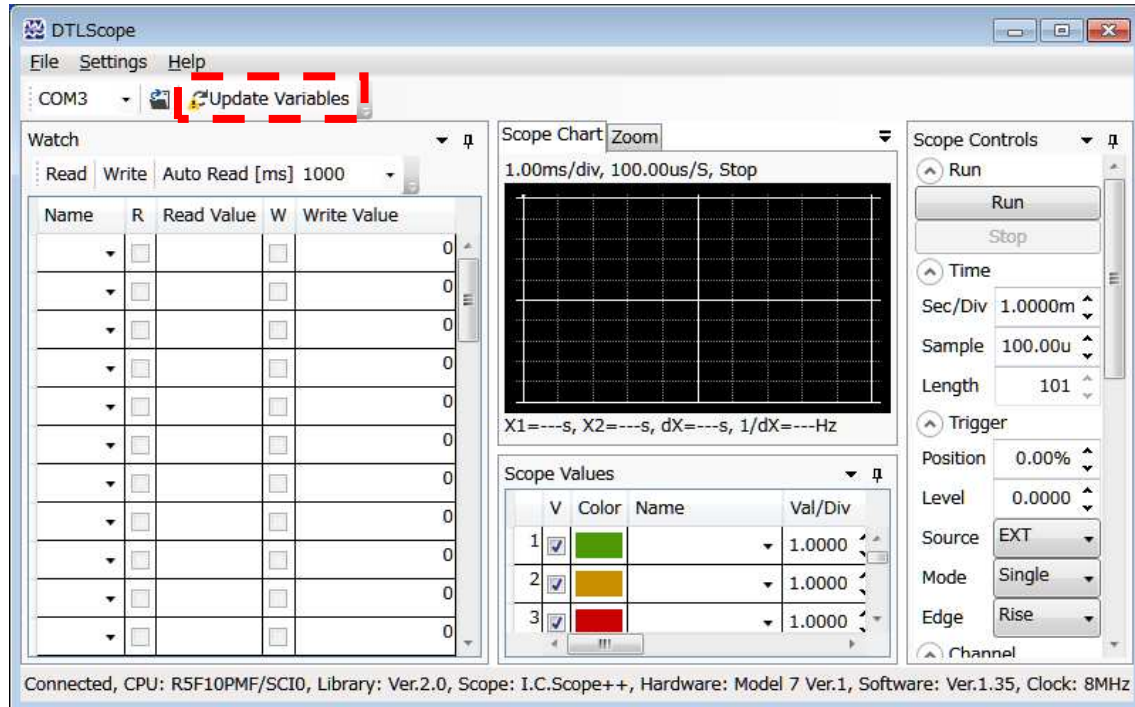 DTLScope
File Settings Help
COM3 Update Variables
Watch
Read Write Auto Read [ms] 1000
Name R Read Value W Write Value
0
0
0
0
0
0
0
0
0
0
0
Scope Chart Zoom
1.00ms/div, 100.00us/S, Stop
X1=---s, X2=---s, dX=---s, 1/dX=---Hz
Scope Values
V Color Name Val/Div
1 1.0000
2 1.0000
3 1.0000
Scope Controls
Run
Run
Stop
Time
Sec/Div 1.0000m
Sample 100.00u
Length 101
Trigger
Position 0.00%
Level 0.0000
Source EXT
Mode Single
Edge Rise
Channel
Connected, CPU: R5F10PMF/SCI0, Library: Ver.2.0, Scope: I.C.Scope++, Hardware: Model 7 Ver.1, Software: Ver.1.35, Clock: 8MHz